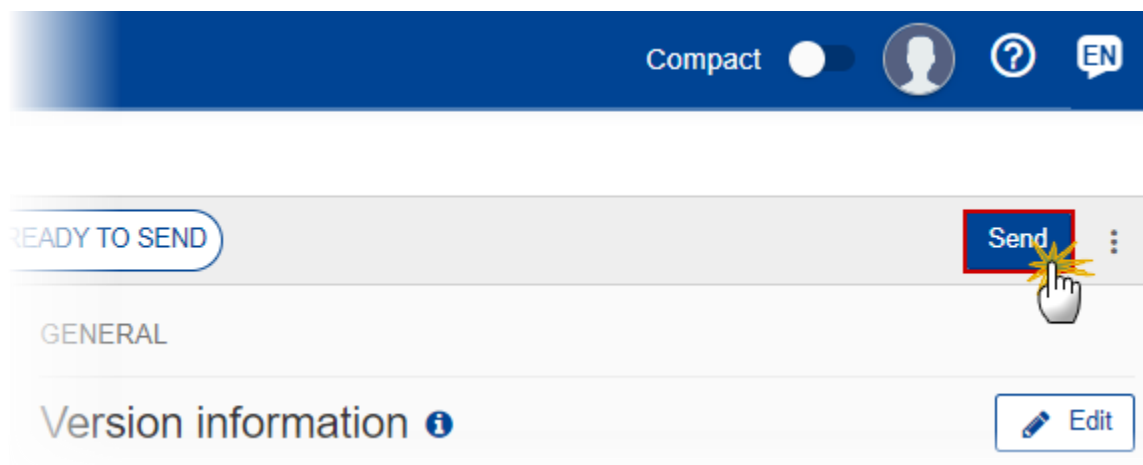 Compact EN
READY TO SEND Send
GENERAL
Version information
Edit